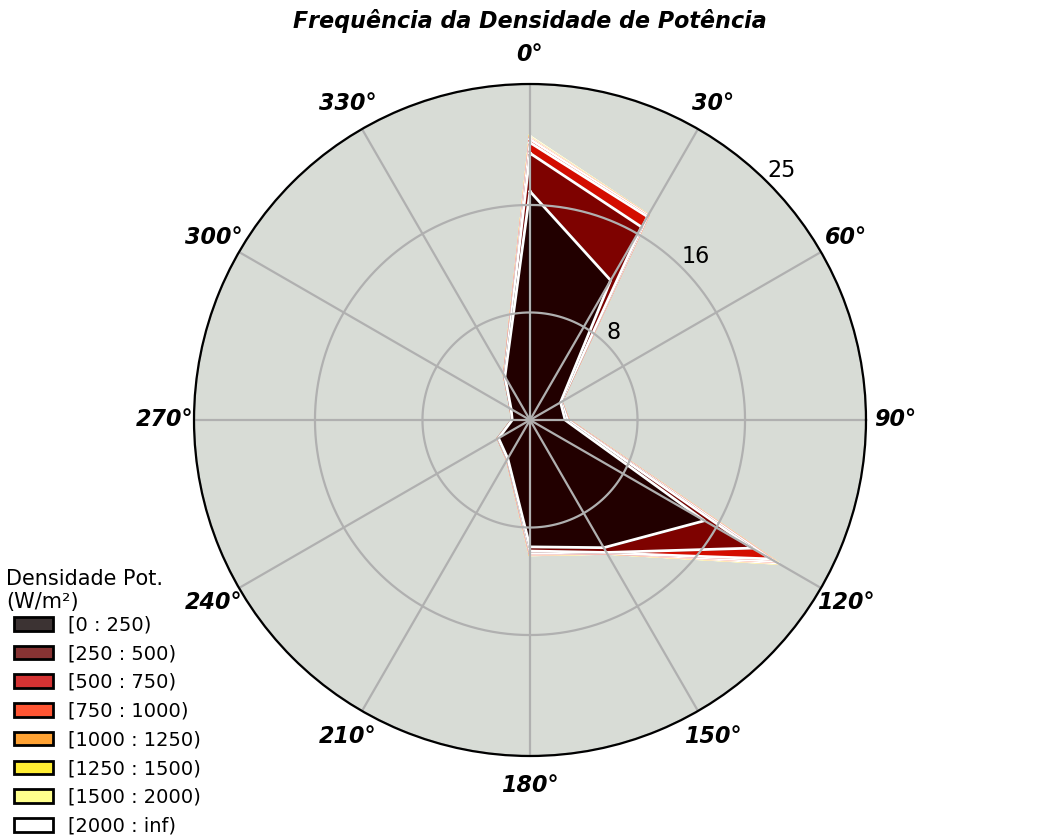 Frequência da Densidade de Potência
0°
330°
30°
25
300°
60°
16
8
270°
90°
240°
120°
210°
150°
180°
Densidade Pot.
(W/m²)
[0 : 250)
[250 : 500)
[500 : 750)
[750 : 1000)
[1000 : 1250)
[1250 : 1500)
[1500 : 2000)
[2000 : inf)